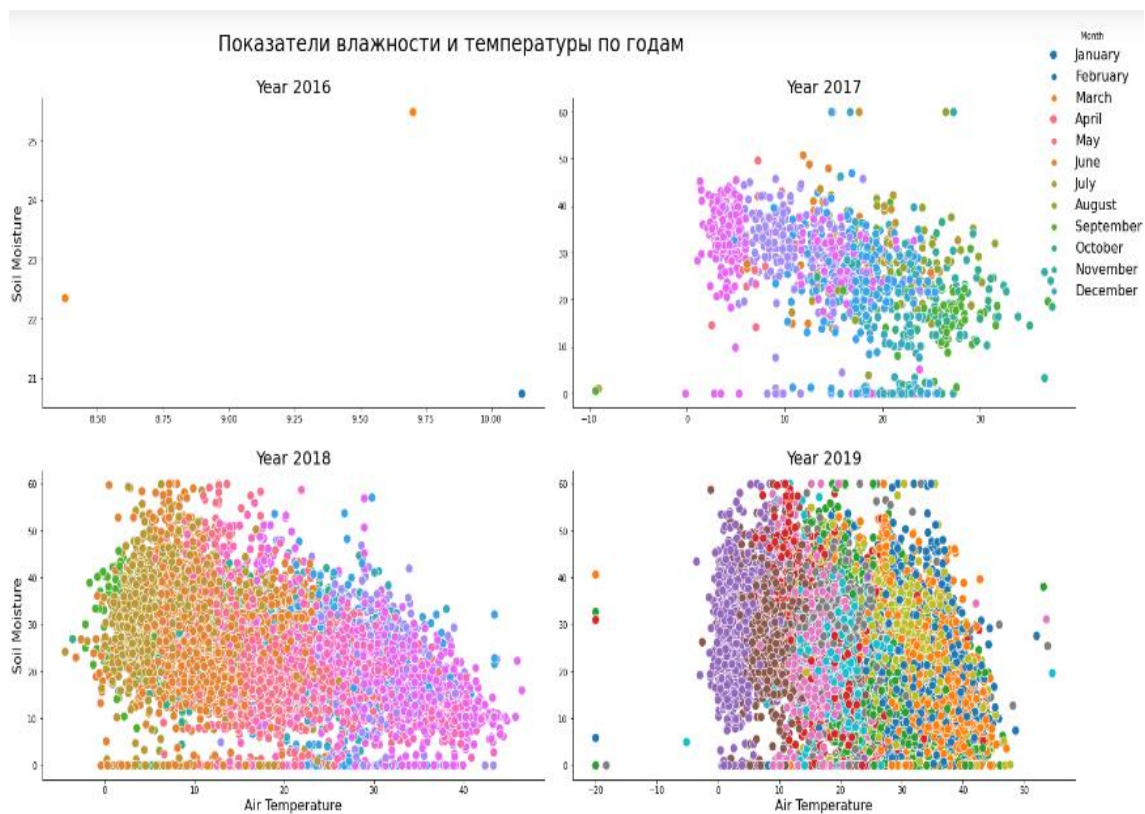 Показатели влажности и температуры по годам
Month
January
February
March
April
May
June
July
August
September
October
November
December
Year 2016
Soil Moisture
25
24
23
22
21
8.50
8.75
9.00
9.25
9.50
9.75
10.00
Year 2017
60
50
40
30
20
10
0
−10
0
10
20
30
Year 2018
Soil Moisture
60
50
40
30
20
10
0
0
10
20
30
40
Air Temperature
Year 2019
60
50
40
30
20
10
0
−20
−10
0
10
20
30
40
50
Air Temperature